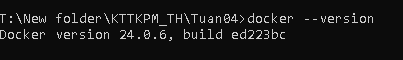 T:\New folder\KTTKPM_TH\Tuan04>docker --version
Docker version 24.0.6, build ed223bc